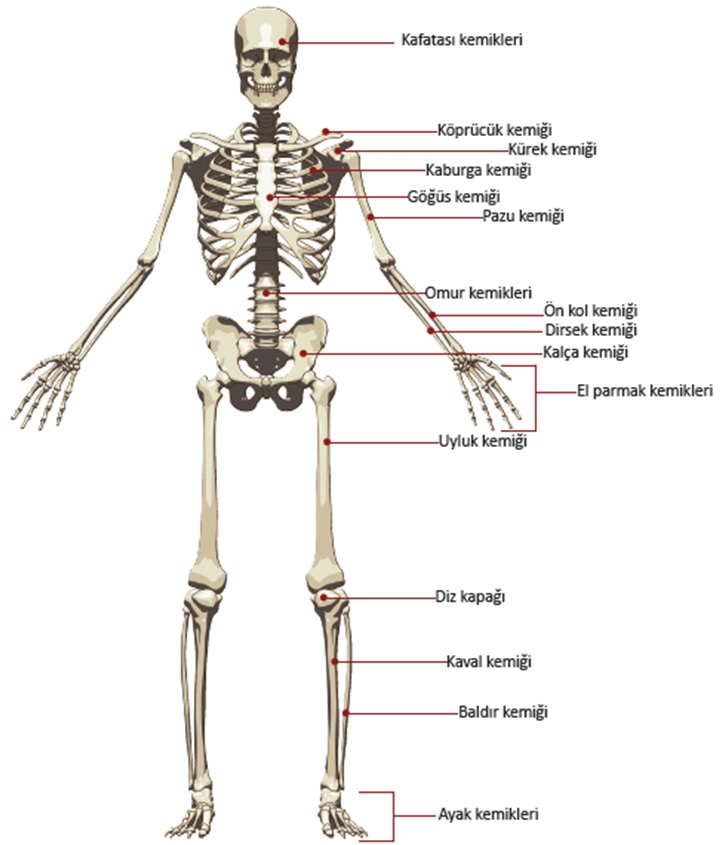 Kafatası kemikleri
Köprücük kemiği
Kürek kemiği
Kaburga kemiği
Göğüs kemiği
Pazu kemiği
Omur kemikleri
Ön kol kemiği
Dirsek kemiği
Kalça kemiği
El parmak kemikleri
Uyluk kemiği
Diz kapağı
Kaval kemiği
Baldır kemiği
Ayak kemikleri